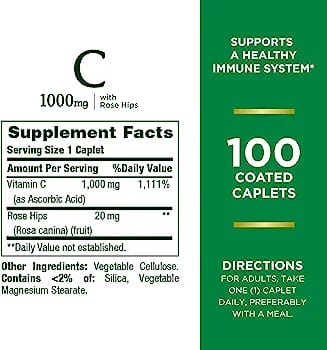 C
1000mg with
Rose Hips
Supplement Facts
Serving Size 1 Caplet
Amount Per Serving %Daily Value
Vitamin C 1,000 mg 1,111%
(as Ascorbic Acid)
Rose Hips 20 mg **
(Rosa canina) (fruit)
**Daily Value not established.
Other Ingredients: Vegetable Cellulose.
Contains <2% of: Silica, Vegetable
Magnesium Stearate.
SUPPORTS
A HEALTHY
IMMUNE SYSTEM*
100
COATED
CAPLETS
DIRECTIONS
FOR ADULTS, TAKE
ONE (1) CAPLET
DAILY, PREFERABLY
WITH A MEAL.